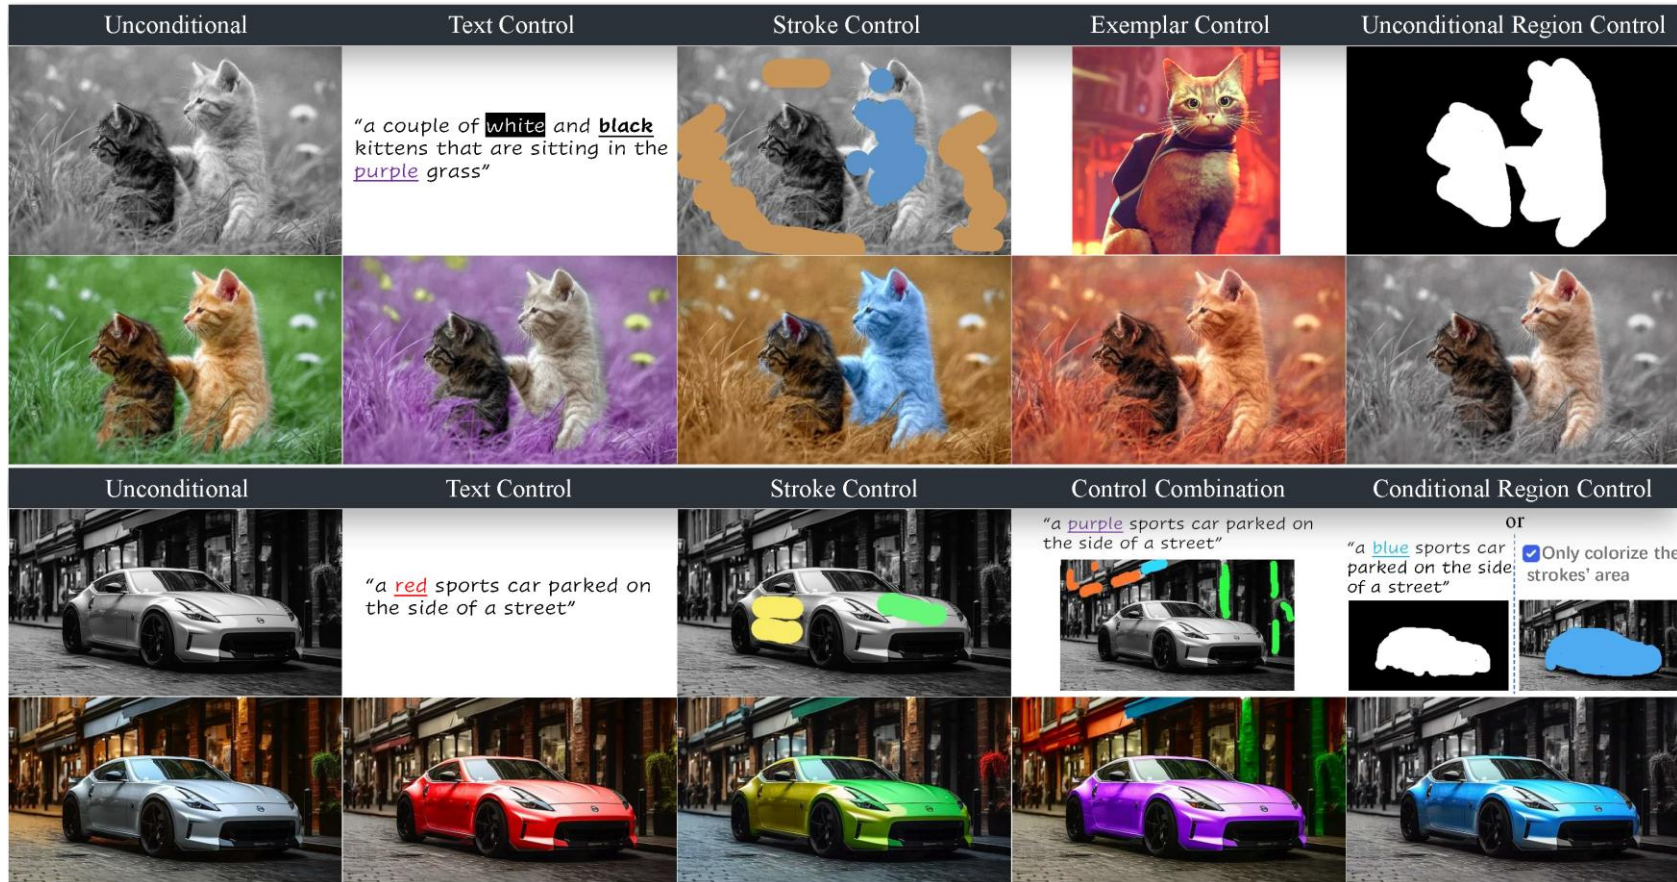 Unconditional
Text Control
Stroke Control
Exemplar Control
Unconditional Region Control
"a couple of white and black
kittens that are sitting in the
purple grass"
Unconditional
Text Control
Stroke Control
Control Combination
Conditional Region Control
"a red sports car parked on
the side of a street"
"a purple sports car parked on
the side of a street"
or
"a blue sports car
parked on the side
of a street"
Only colorize the
strokes' area